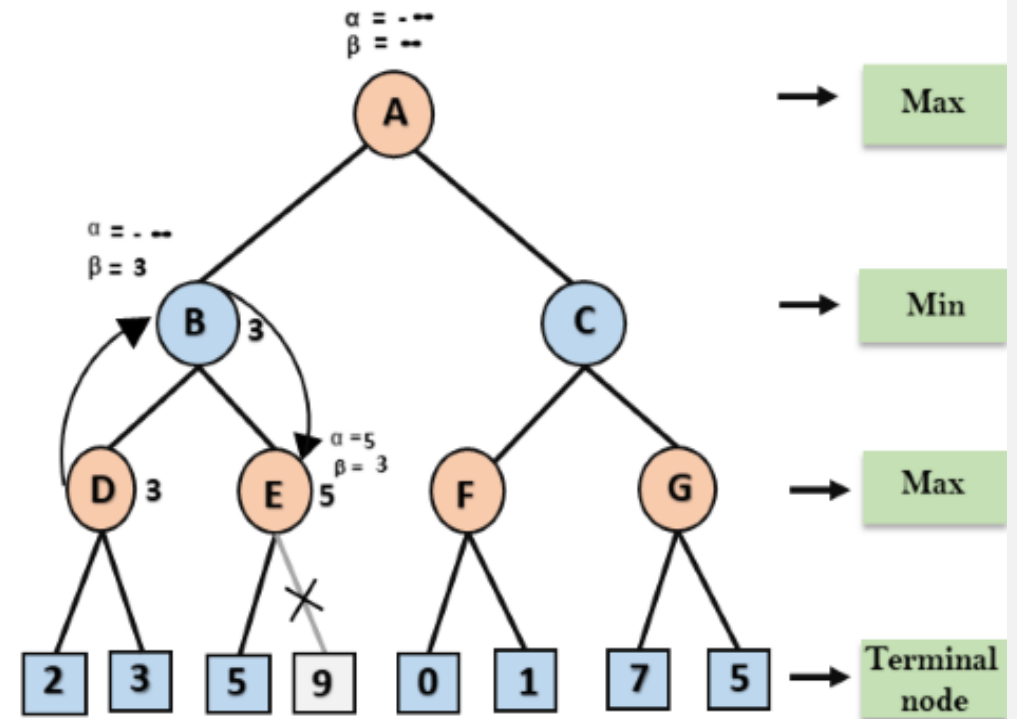 α = - ∞
β = ∞
A
Max
α = - ∞
β = 3
B
3
C
Min
α = 5
β = 3
D
3
E
5
F
G
Max
2
3
5
9
0
1
7
5
Terminal
node